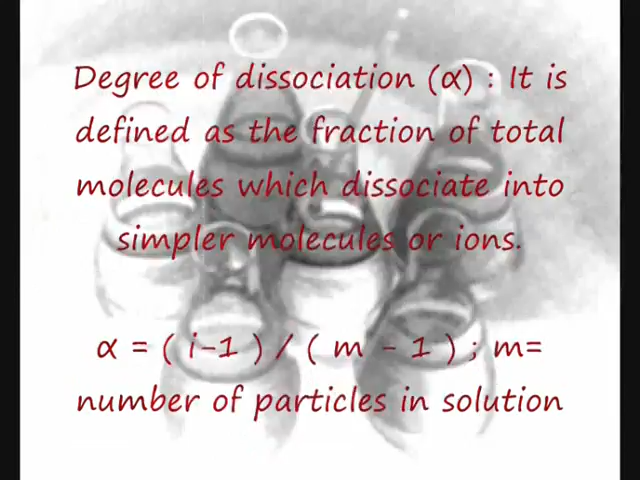 Degree of dissociation (α) : It is
defined as the fraction of total
molecules which dissociate into
simpler molecules or ions.
α = ( i-1 ) / ( m - 1 ) ; m=
number of particles in solution